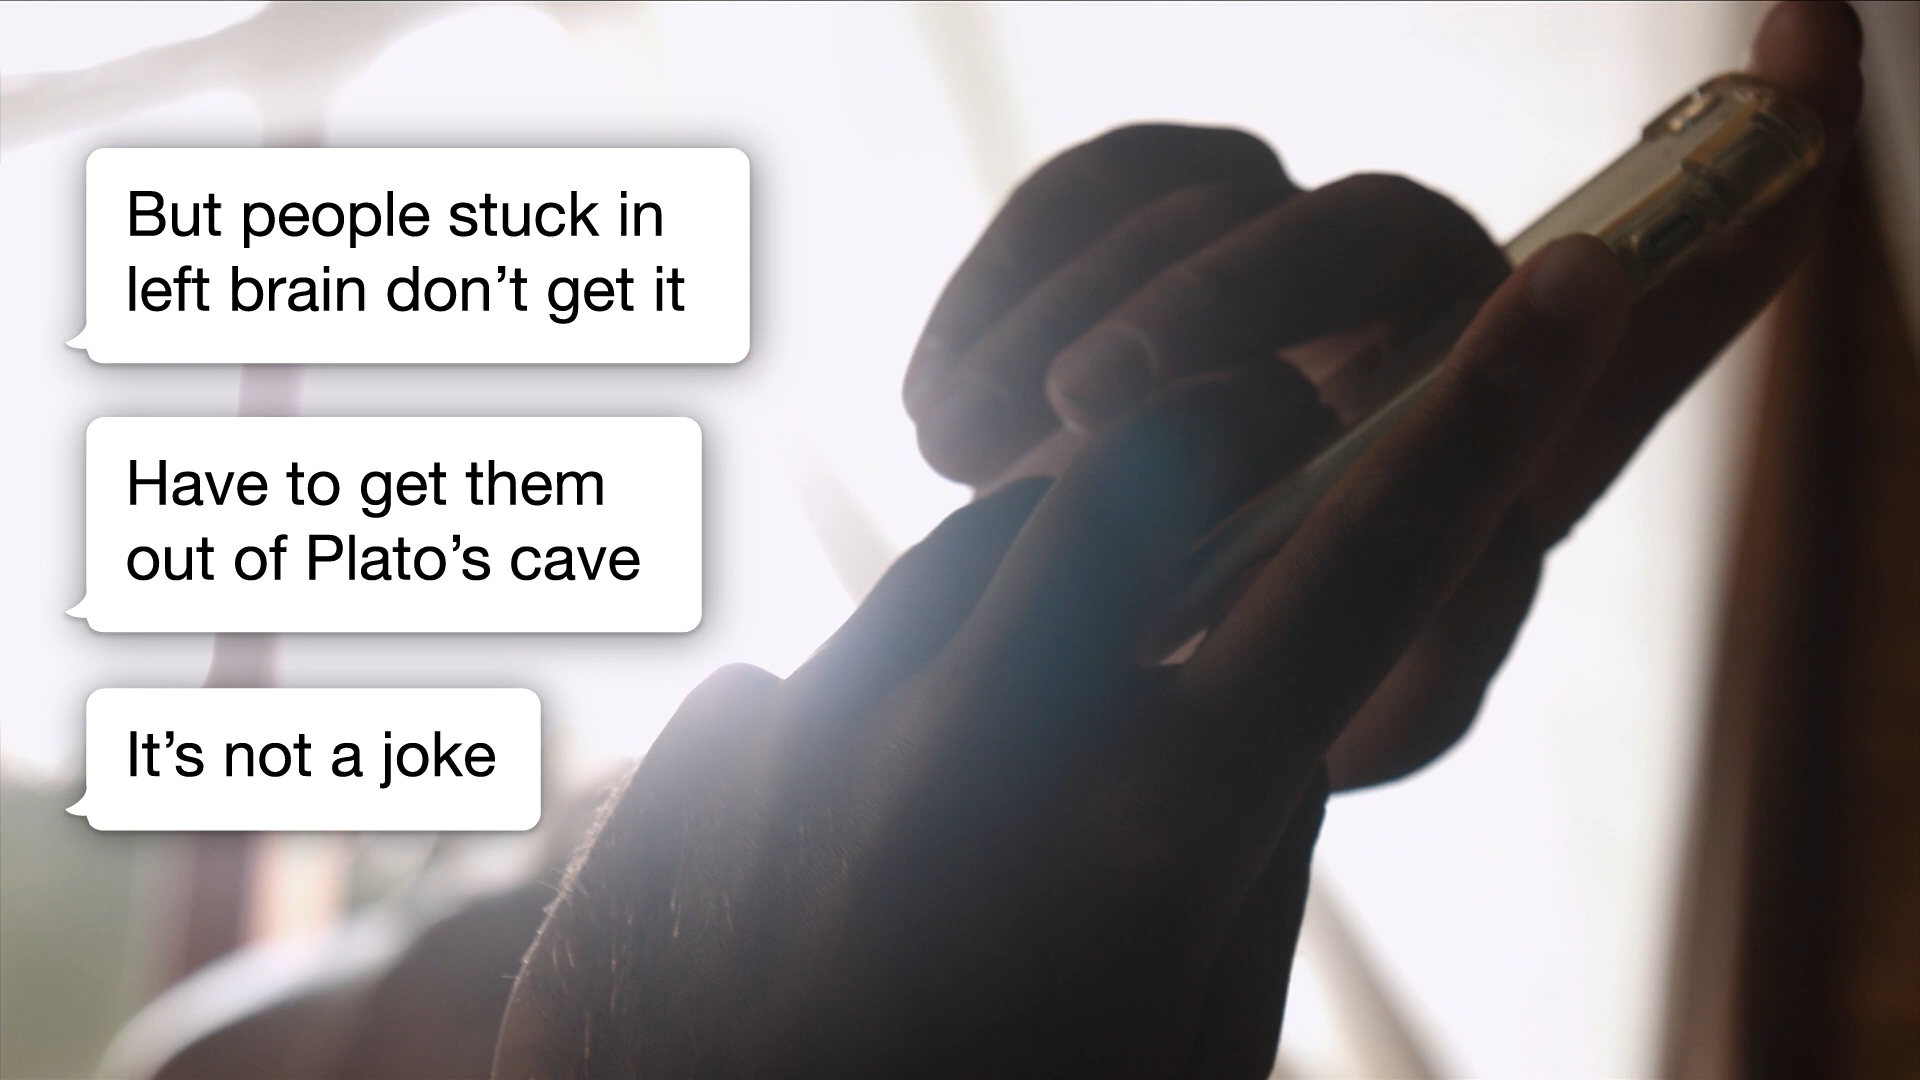 But people stuck in
left brain don’t get it
Have to get them
out of Plato’s cave
It’s not a joke